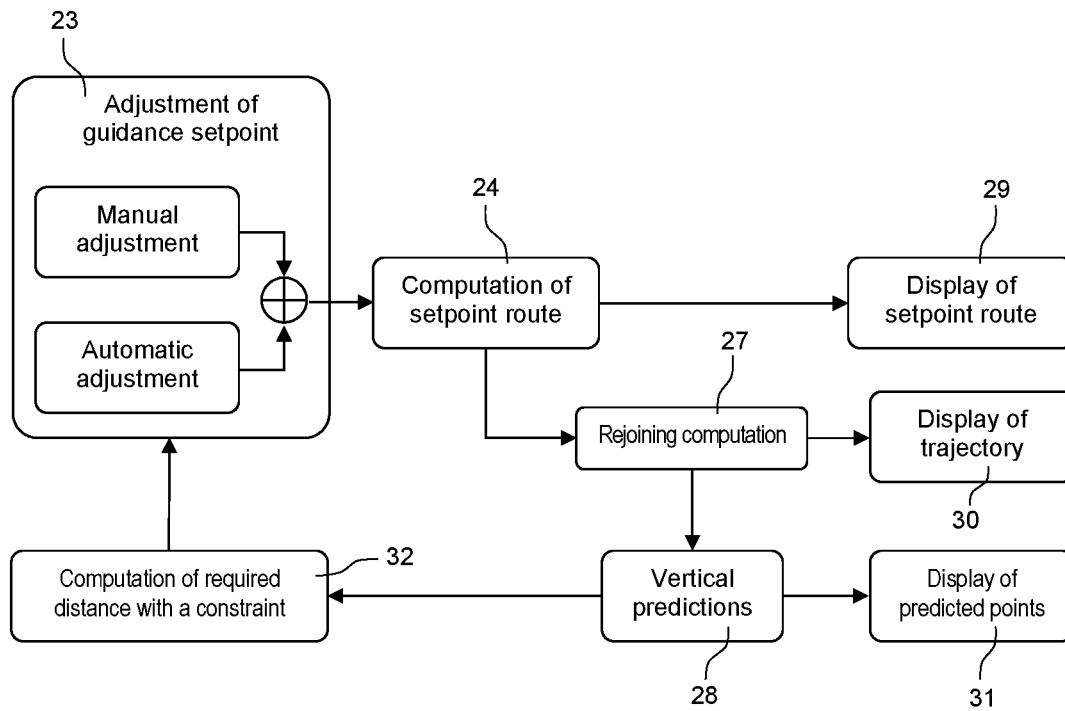 23
Adjustment of
guidance setpoint
Manual
adjustment
Automatic
adjustment
24
Computation of
setpoint route
29
Display of
setpoint route
27
Rejoining computation
Display of
trajectory
30
32
Computation of required
distance with a constraint
Vertical
predictions
28
Display of
predicted points
31